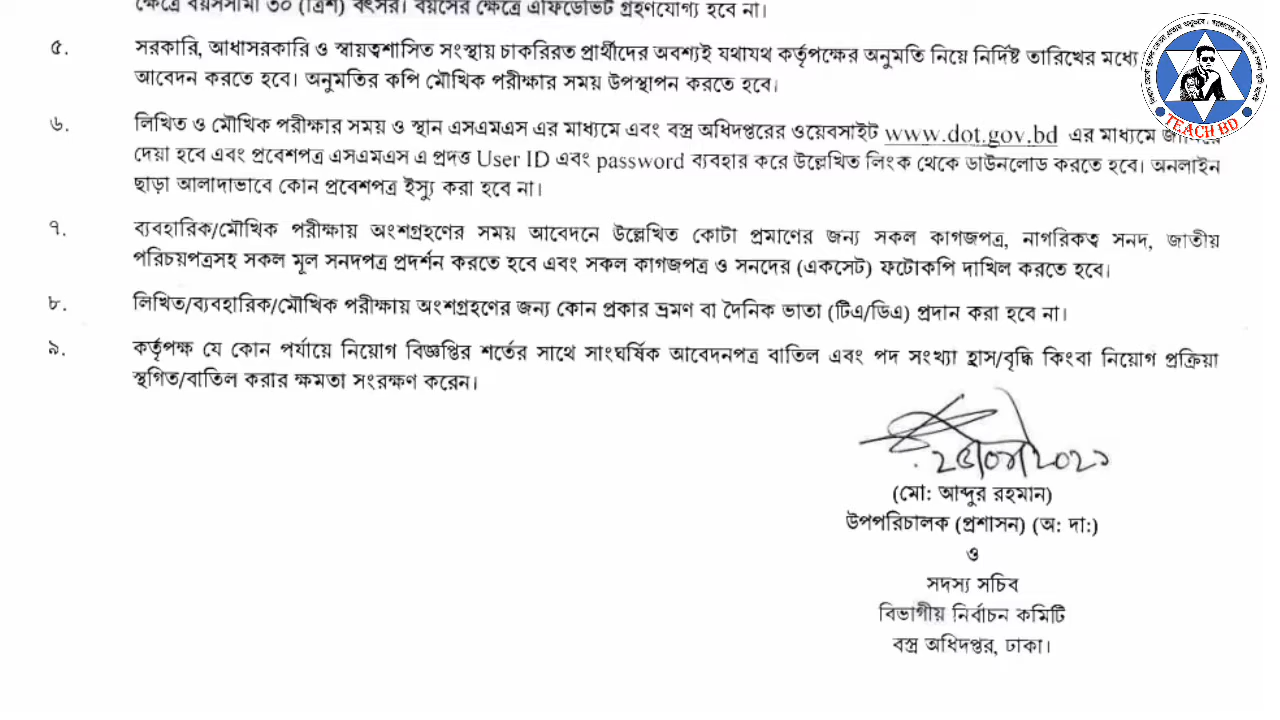 ক্ষেত্রে বয়সসীমা ৩০ (ত্রিশ) বৎসর। বয়সের ক্ষেত্রে এফিডেভিট গ্রহণযোগ্য হবে না।
৫. সরকারি, আধাসরকারি ও স্বায়ত্বশাসিত সংস্থায় চাকরিরত প্রার্থীদের অবশ্যই যথাযথ কর্তৃপক্ষের অনুমতি নিয়ে নির্দিষ্ট তারিখের মধ্যে
আবেদন করতে হবে। অনুমতির কপি মৌখিক পরীক্ষার সময় উপস্থাপন করতে হবে।
৬. লিখিত ও মৌখিক পরীক্ষার সময় ও স্থান এসএমএস এর মাধ্যমে এবং বস্ত্র অধিদপ্তরের ওয়েবসাইট www.dot.gov.bd এর মাধ্যমে
দেয়া হবে এবং প্রবেশপত্র এসএমএস এ প্রদত্ত User ID এবং password ব্যবহার করে উল্লেখিত লিংক থেকে ডাউনলোড করতে হবে। অনলাইন
ছাড়া আলাদাভাবে কোন প্রবেশপত্র ইস্যু করা হবে না।
৭. ব্যবহারিক/মৌখিক পরীক্ষায় অংশগ্রহণের সময় আবেদনে উল্লেখিত কোটা প্রমাণের জন্য সকল কাগজপত্র, নাগরিকত্ব সনদ, জাতীয়
পরিচয়পত্রসহ সকল মূল সনদপত্র প্রদর্শন করতে হবে এবং সকল কাগজপত্র ও সনদের (একসেট) ফটোকপি দাখিল করতে হবে।
৮. লিখিত/ব্যবহারিক/মৌখিক পরীক্ষায় অংশগ্রহণের জন্য কোন প্রকার ভ্রমণ বা দৈনিক ভাতা (টিএ/ডিএ) প্রদান করা হবে না।
৯. কর্তৃপক্ষ যে কোন পর্যায়ে নিয়োগ বিজ্ঞপ্তির শর্তের সাথে সাংঘর্ষিক আবেদনপত্র বাতিল এবং পদ সংখ্যা হ্রাস/বৃদ্ধি কিংবা নিয়োগ প্রক্রিয়া
স্থগিত/বাতিল করার ক্ষমতা সংরক্ষণ করেন।
(মো: আব্দুর রহমান)
উপপরিচালক (প্রশাসন) (অ: দা:)
ও
সদস্য সচিব
বিভাগীয় নির্বাচন কমিটি
বস্ত্র অধিদপ্তর, ঢাকা।
TEACH BD